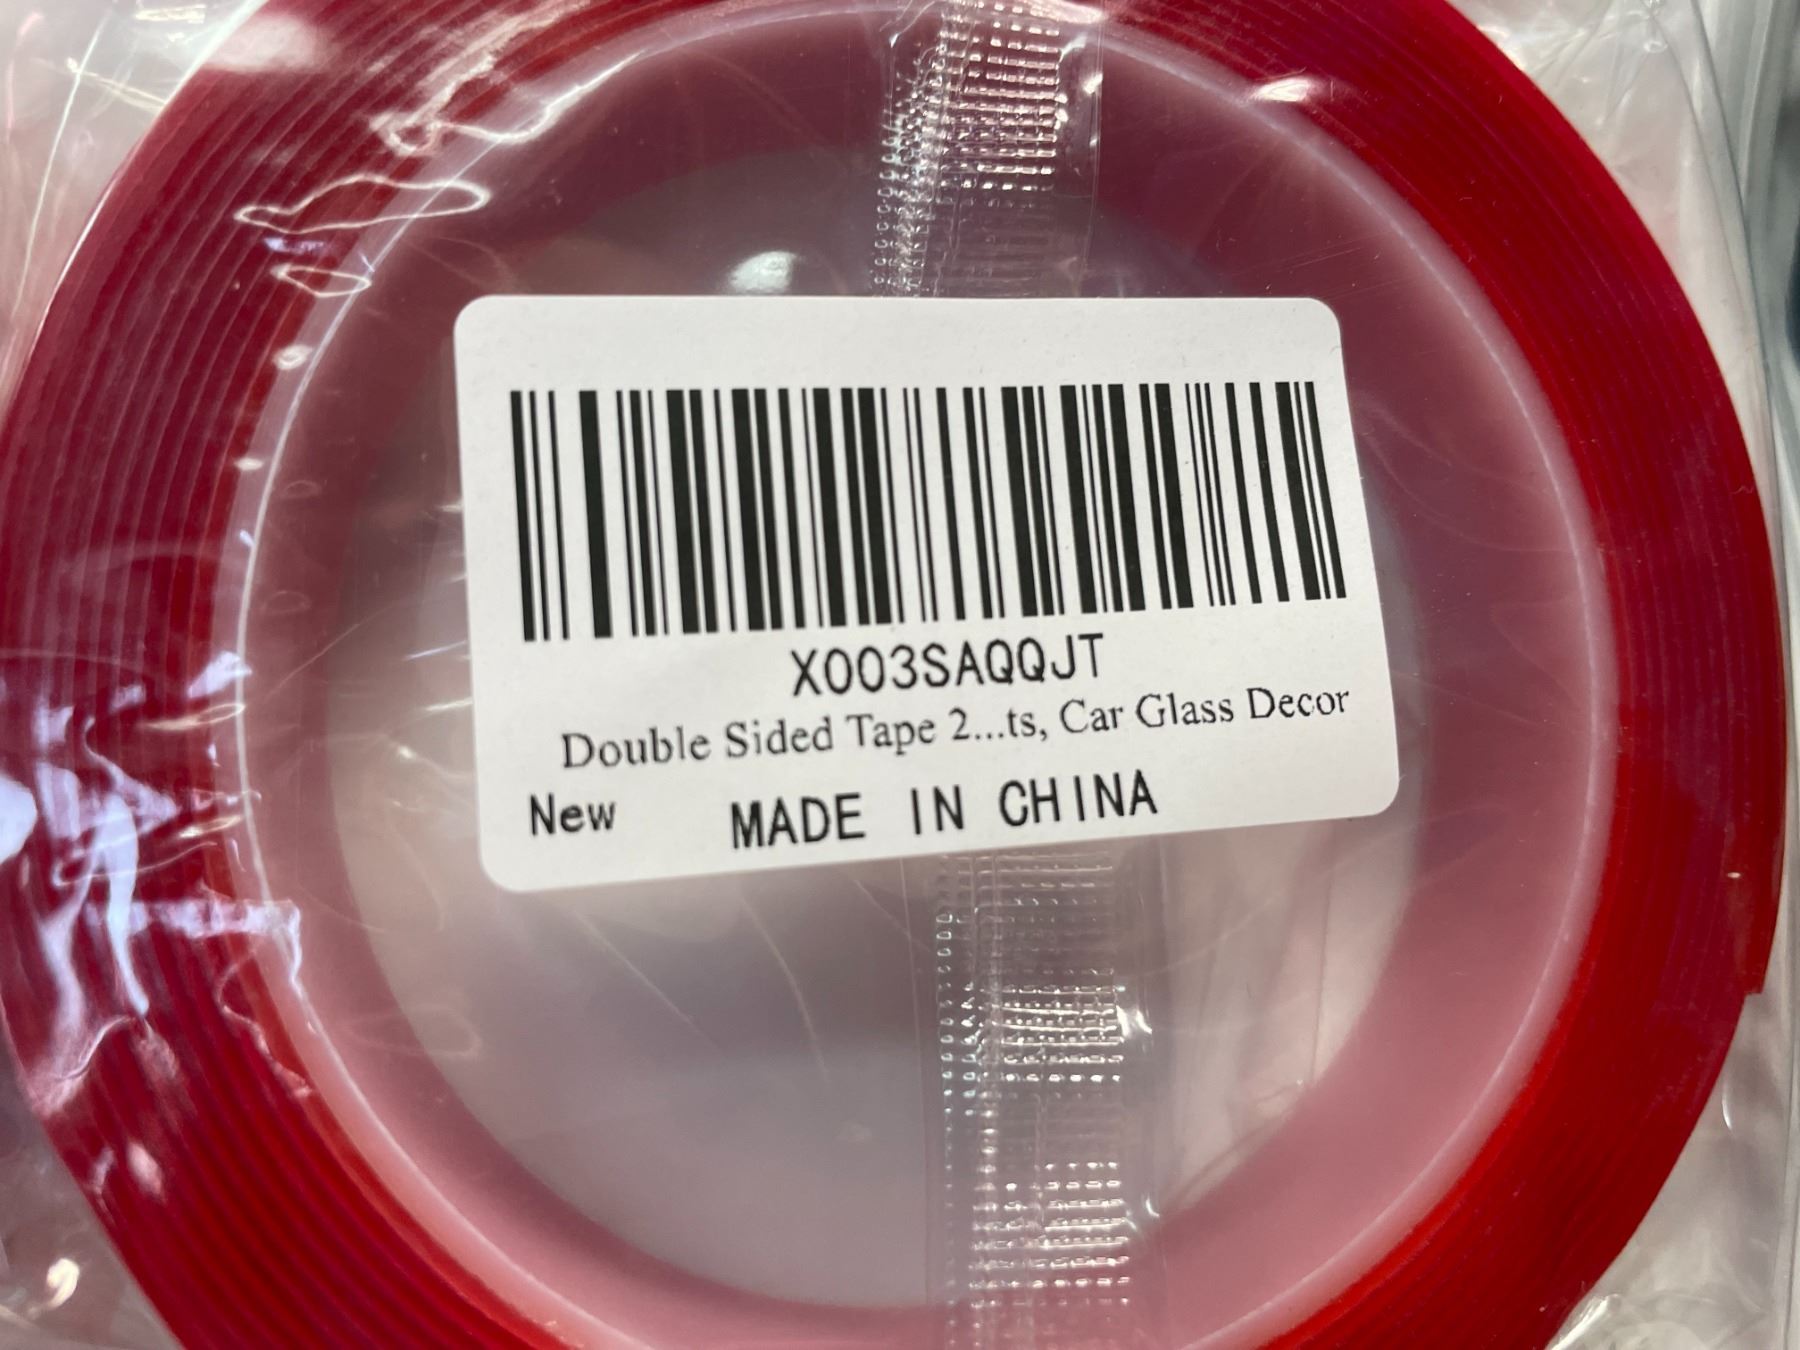 X003SAQQJT
Double Sided Tape 2...ts, Car Glass Decor
New MADE IN CHINA